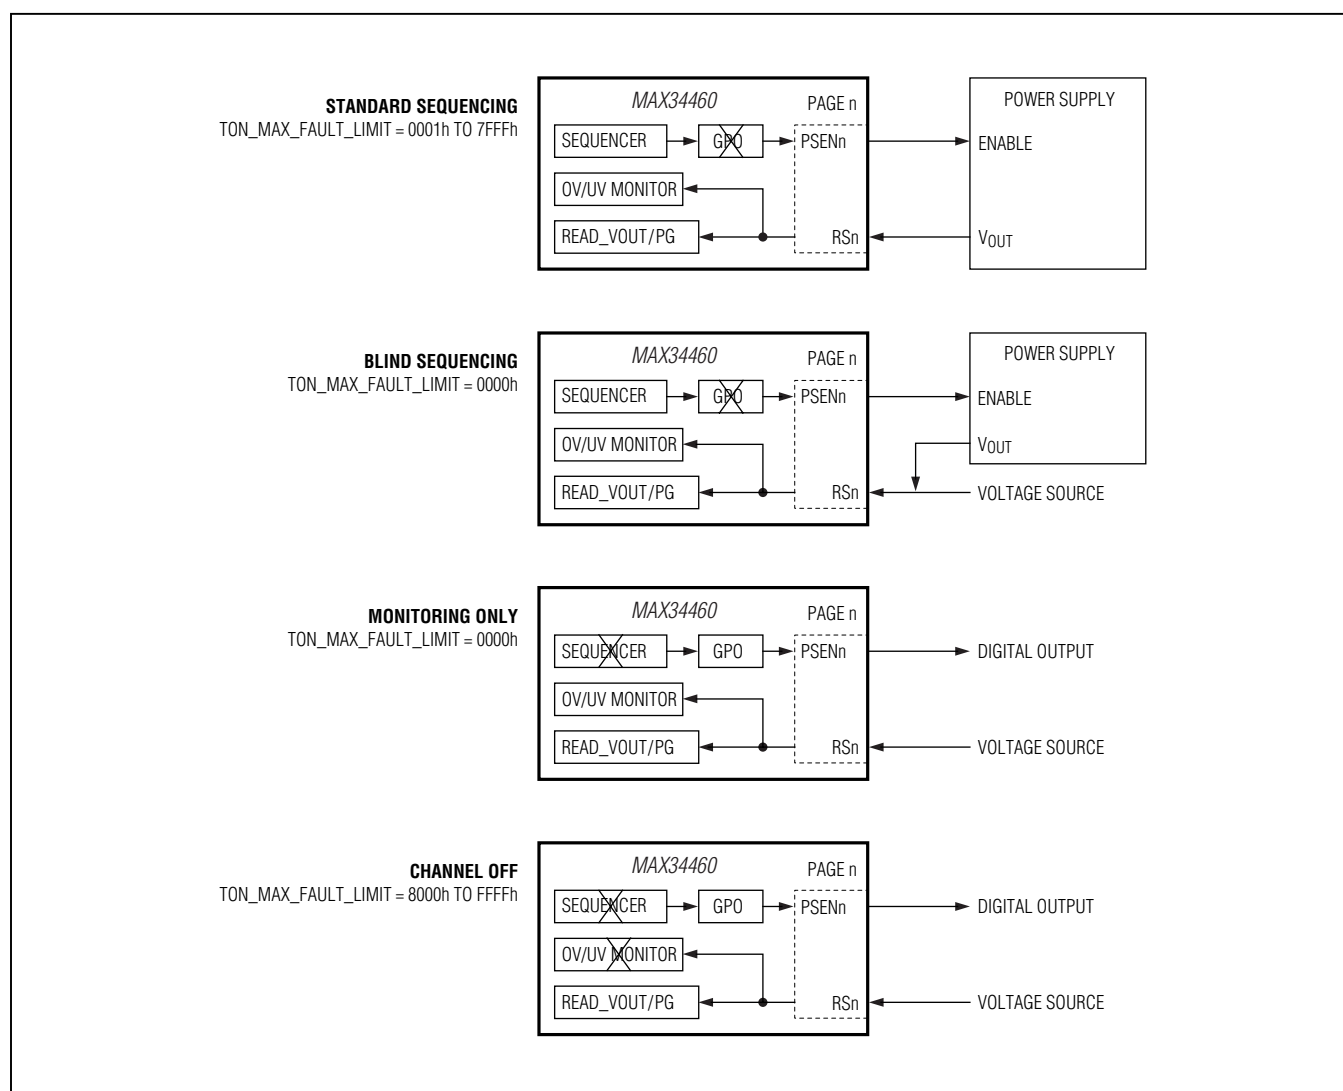 STANDARD SEQUENCING
TON_MAX_FAULT_LIMIT = 0001h TO 7FFFh
MAX34460
PAGE n
SEQUENCER
GPO
PSENn
OV/UV MONITOR
READ_VOUT/PG
RSn
POWER SUPPLY
ENABLE
VOUT
BLIND SEQUENCING
TON_MAX_FAULT_LIMIT = 0000h
MAX34460
PAGE n
SEQUENCER
GPO
PSENn
OV/UV MONITOR
READ_VOUT/PG
RSn
POWER SUPPLY
ENABLE
VOUT
VOLTAGE SOURCE
MONITORING ONLY
TON_MAX_FAULT_LIMIT = 0000h
MAX34460
PAGE n
SEQUENCER
GPO
PSENn
OV/UV MONITOR
READ_VOUT/PG
RSn
DIGITAL OUTPUT
VOLTAGE SOURCE
CHANNEL OFF
TON_MAX_FAULT_LIMIT = 8000h TO FFFFh
MAX34460
PAGE n
SEQUENCER
GPO
PSENn
OV/UV MONITOR
READ_VOUT/PG
RSn
DIGITAL OUTPUT
VOLTAGE SOURCE